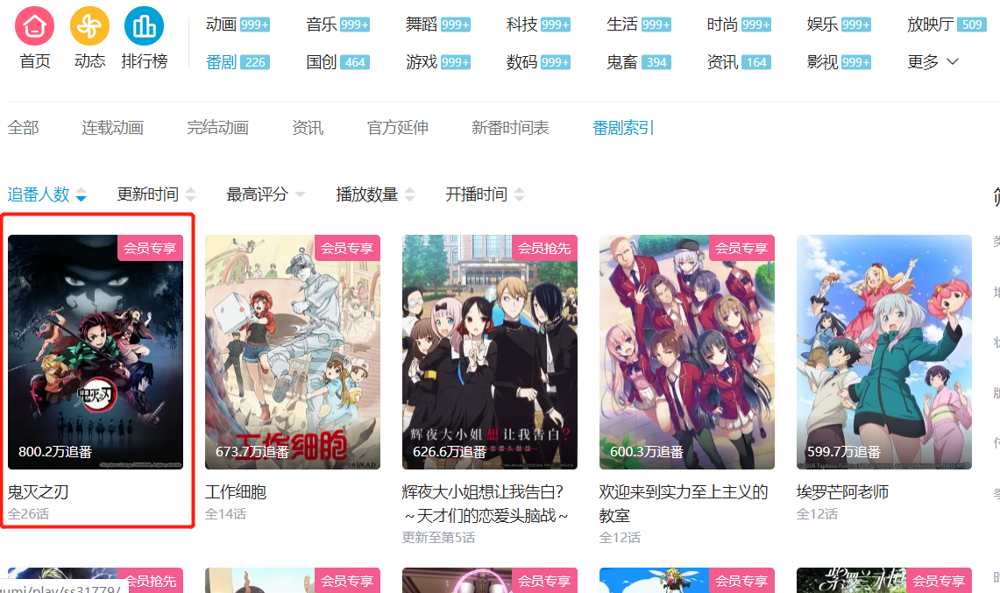 动画 999+ 音乐 999+ 舞蹈 999+ 科技 999+ 生活 999+ 时尚 999+ 娱乐 999+ 放映厅 509
首页 动态 排行榜 番剧 226 国创 464 游戏 999+ 数码 999+ 鬼畜 394 资讯 164 影视 999+ 更多
全部 连载动画 完结动画 资讯 官方延伸 新番时间表 番剧索引
追番人数 更新时间 最高评分 播放数量 开播时间
会员专享 会员专享 会员抢先 会员专享
鬼灭之刃 工作细胞 辉夜大小姐想让我告白?
800.2万追番 673.7万追番 626.6万追番 600.3万追番 599.7万追番
鬼灭之刃 工作细胞 辉夜大小姐想让我告白? 欢迎来到实力至上主义的 埃罗芒阿老师
～天才们的恋爱头脑战～ 教室
全26话 全14话 更新至第5话 全12话 全12话
会员抢先 会员专享 会员专享 会员专享 会员专享
gumi/play/ss31779/